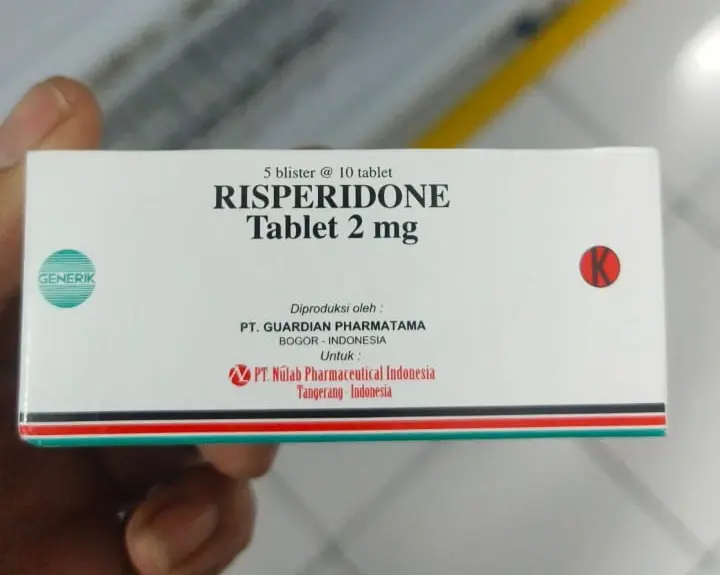 5 blister @ 10 tablet
RISPERIDONE
Tablet 2 mg
GENERIK
K
Diproduksi oleh :
PT. GUARDIAN PHARMATAMA
BOGOR - INDONESIA
Untuk :
PT. Nulab Pharmaceutical Indonesia
Tangerang - Indonesia